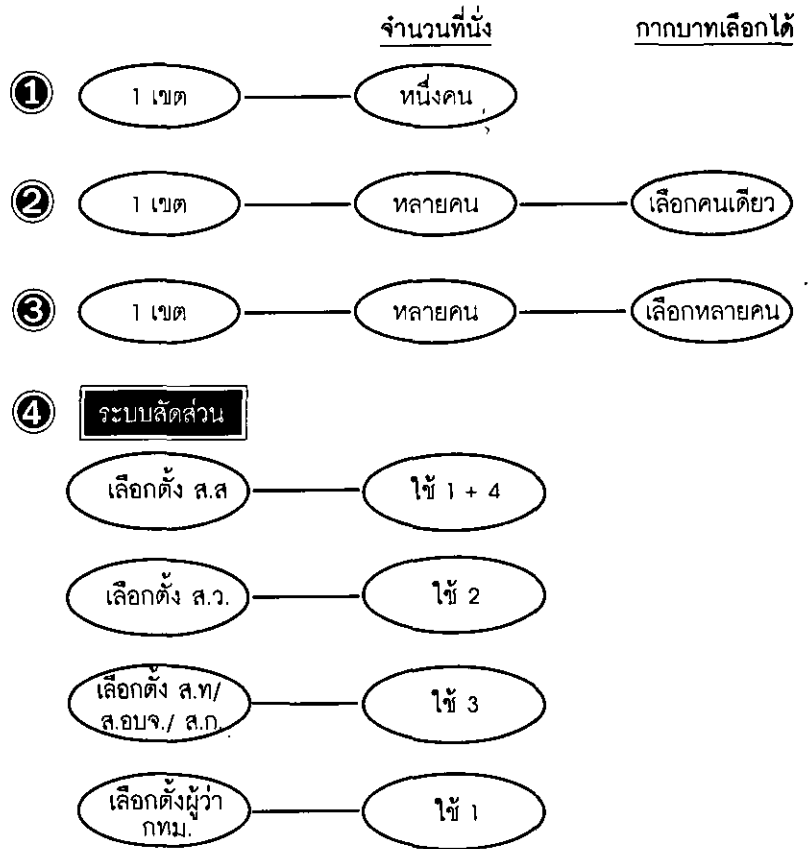 จำนวนที่นั่ง กากบาทเลือกได้
1 1 เขต หนึ่งคน
2 1 เขต หลายคน เลือกคนเดียว
3 1 เขต หลายคน เลือกหลายคน
4 ระบบสัดส่วน
เลือกตั้ง ส.ส ใช้ 1 + 4
เลือกตั้ง ส.ว. ใช้ 2
เลือกตั้ง ส.ท/
ส.อบจ./ ส.ก. ใช้ 3
เลือกตั้งผู้ว่า
กทม. ใช้ 1